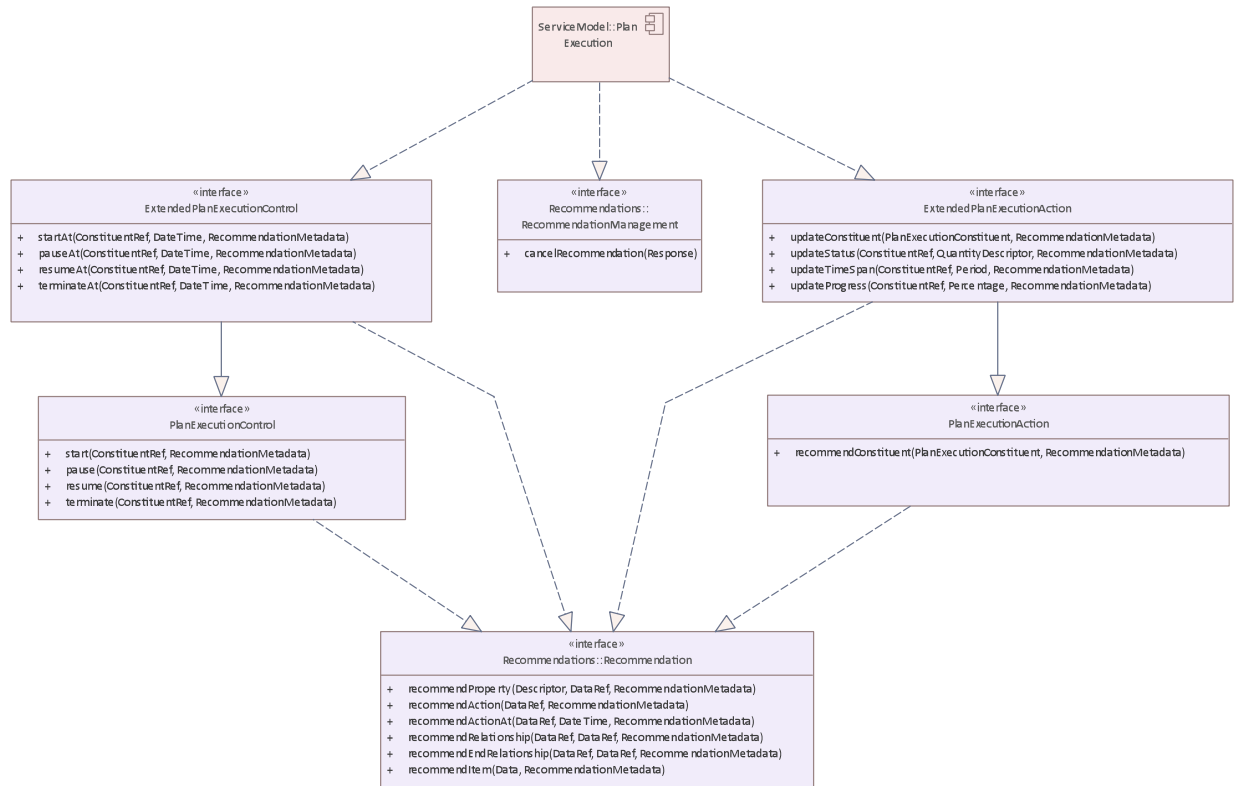 ServiceModel::Plan
Execution
«interface»
ExtendedPlanExecutionControl
+ startAt(ConstituentRef, DateTime, RecommendationMetadata)
+ pauseAt(ConstituentRef, DateTime, RecommendationMetadata)
+ resumeAt(ConstituentRef, DateTime, RecommendationMetadata)
+ terminateAt(ConstituentRef, DateTime, RecommendationMetadata)
«interface»
Recommendations::
RecommendationManagement
+ cancelRecommendation(Response)
«interface»
ExtendedPlanExecutionAction
+ updateConstituent(PlanExecutionConstituent, RecommendationMetadata)
+ updateStatus(ConstituentRef, QuantityDescriptor, RecommendationMetadata)
+ updateTimeSpan(ConstituentRef, Period, RecommendationMetadata)
+ updateProgress(ConstituentRef, Percentage, RecommendationMetadata)
«interface»
PlanExecutionControl
+ start(ConstituentRef, RecommendationMetadata)
+ pause(ConstituentRef, RecommendationMetadata)
+ resume(ConstituentRef, RecommendationMetadata)
+ terminate(ConstituentRef, RecommendationMetadata)
«interface»
PlanExecutionAction
+ recommendConstituent(PlanExecutionConstituent, RecommendationMetadata)
«interface»
Recommendations::Recommendation
+ recommendProperty(Descriptor, DataRef, RecommendationMetadata)
+ recommendAction(DataRef, RecommendationMetadata)
+ recommendActionAt(DataRef, DateTime, RecommendationMetadata)
+ recommendRelationship(DataRef, DataRef, RecommendationMetadata)
+ recommendEndRelationship(DataRef, DataRef, RecommendationMetadata)
+ recommendItem(Data, RecommendationMetadata)